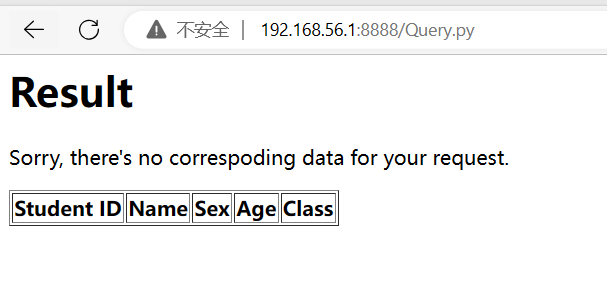 不安全 | 192.168.56.1:8888/Query.py
Result
Sorry, there's no correspoding data for your request.
Student ID Name Sex Age Class